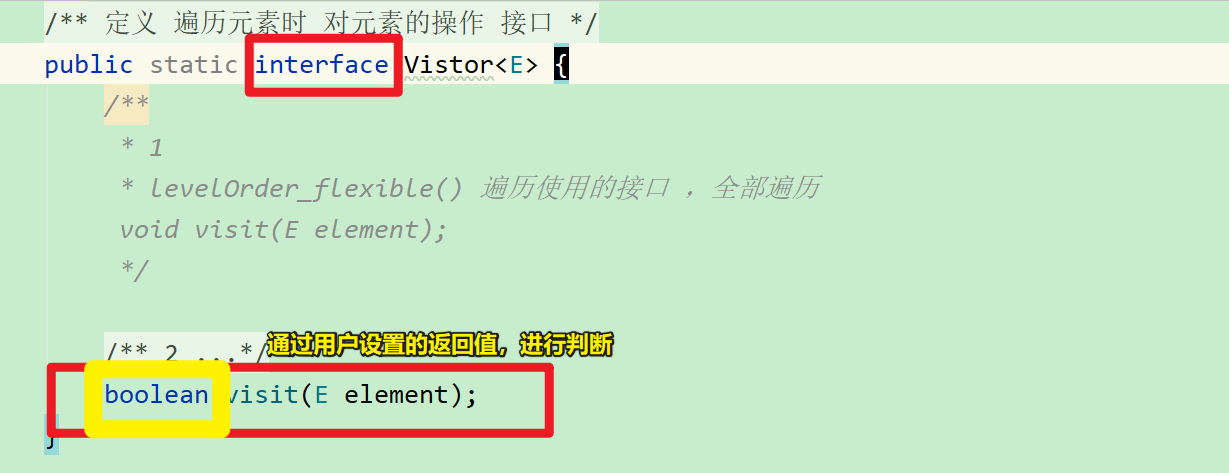 /** 定义 遍历元素时 对元素的操作 接口 */
public static interface Vistor<E> {
/**
* 1
* levelOrder_flexible() 遍历使用的接口 ，全部遍历
void visit(E element);
*/
/** 2 ...*/通过用户设置的返回值，进行判断
boolean visit(E element);
}